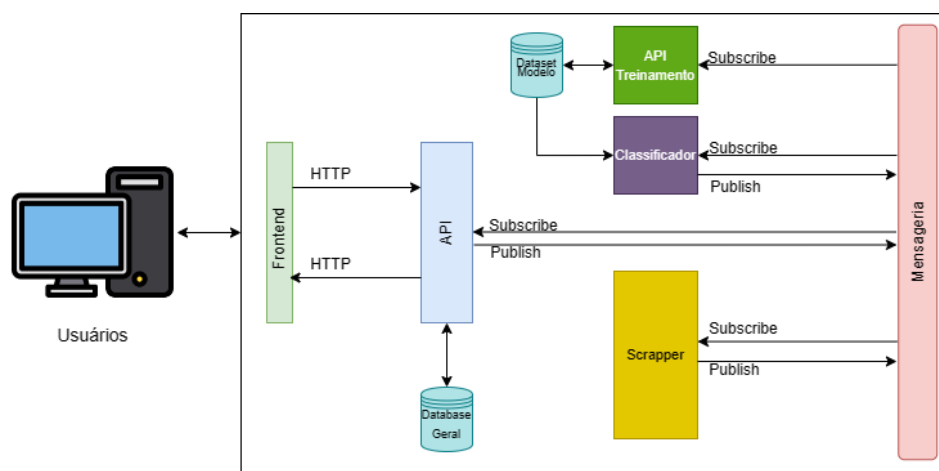 Usuários
Frontend
HTTP
HTTP
API
Database
Geral
Dataset
Modelo
API
Treinamento
Subscribe
Classificador
Subscribe
Publish
Subscribe
Publish
Scrapper
Subscribe
Publish
Mensageria